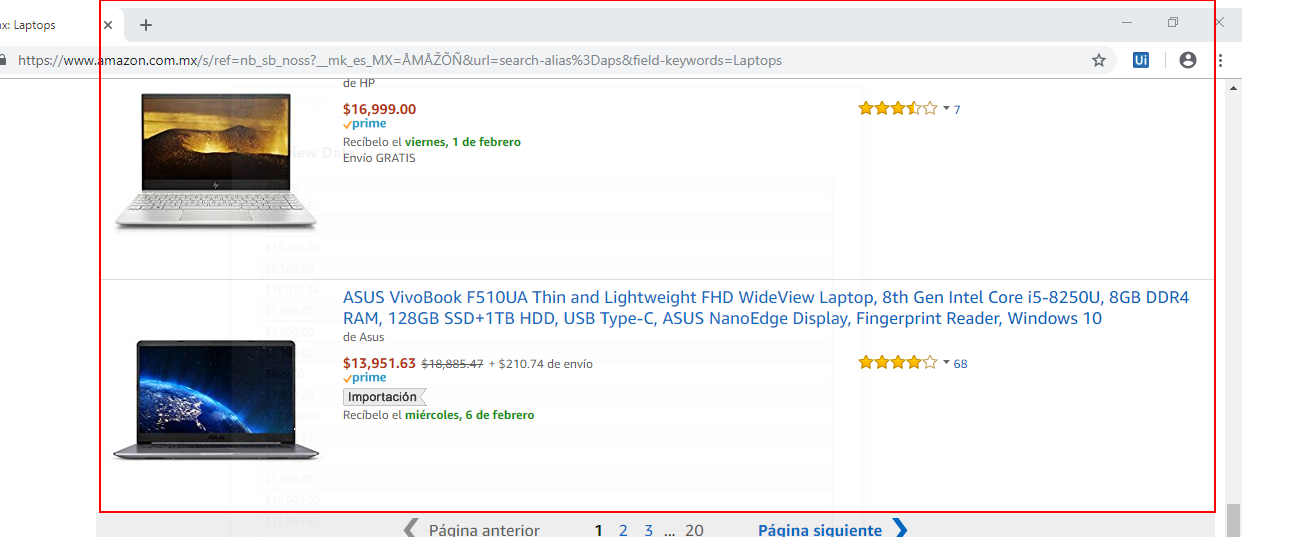 x: Laptops
https://www.amazon.com.mx/s/ref=nb_sb_noss?__mk_es_MX=ÅMÅŽÕÑ&url=search-alias%3Daps&field-keywords=Laptops
Ui
de HP
$16,999.00
7
prime
Recíbelo el viernes, 1 de febrero
Envío GRATIS
ASUS VivoBook F510UA Thin and Lightweight FHD WideView Laptop, 8th Gen Intel Core i5-8250U, 8GB DDR4
RAM, 128GB SSD+1TB HDD, USB Type-C, ASUS NanoEdge Display, Fingerprint Reader, Windows 10
de Asus
$13,951.63 $18,885.47 + $210.74 de envío
68
prime
Importación
Recíbelo el miércoles, 6 de febrero
Página anterior 1 2 3 ... 20 Página siguiente